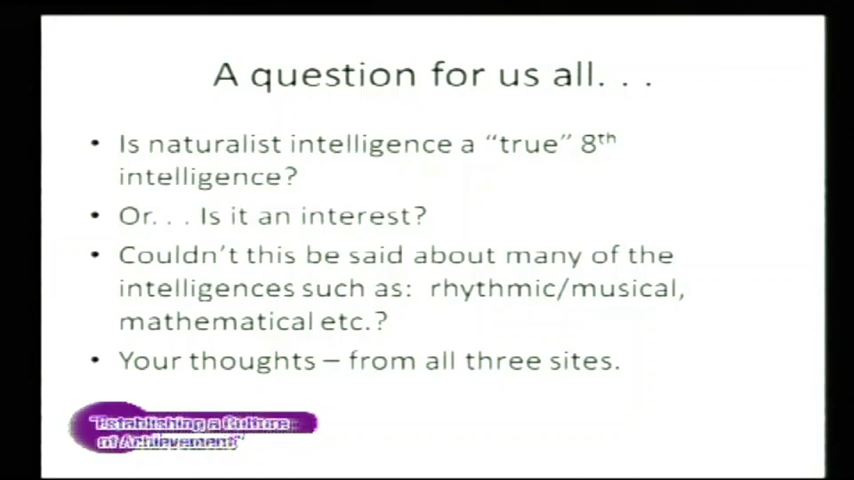 A question for us all. . .
• Is naturalist intelligence a “true” 8th
intelligence?
• Or. . . Is it an interest?
• Couldn’t this be said about many of the
intelligences such as:  rhythmic/musical,
mathematical etc.?
• Your thoughts – from all three sites.
"Establishing a Culture
of Achievement"